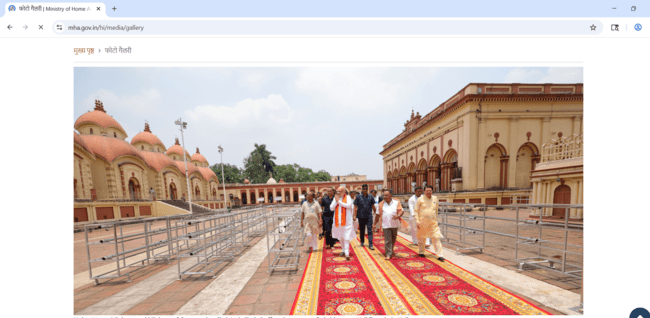 फोटो गैलरी | Ministry of Home A
mha.gov.in/hi/media/gallery
मुख्य पृष्ठ > फोटो गैलरी